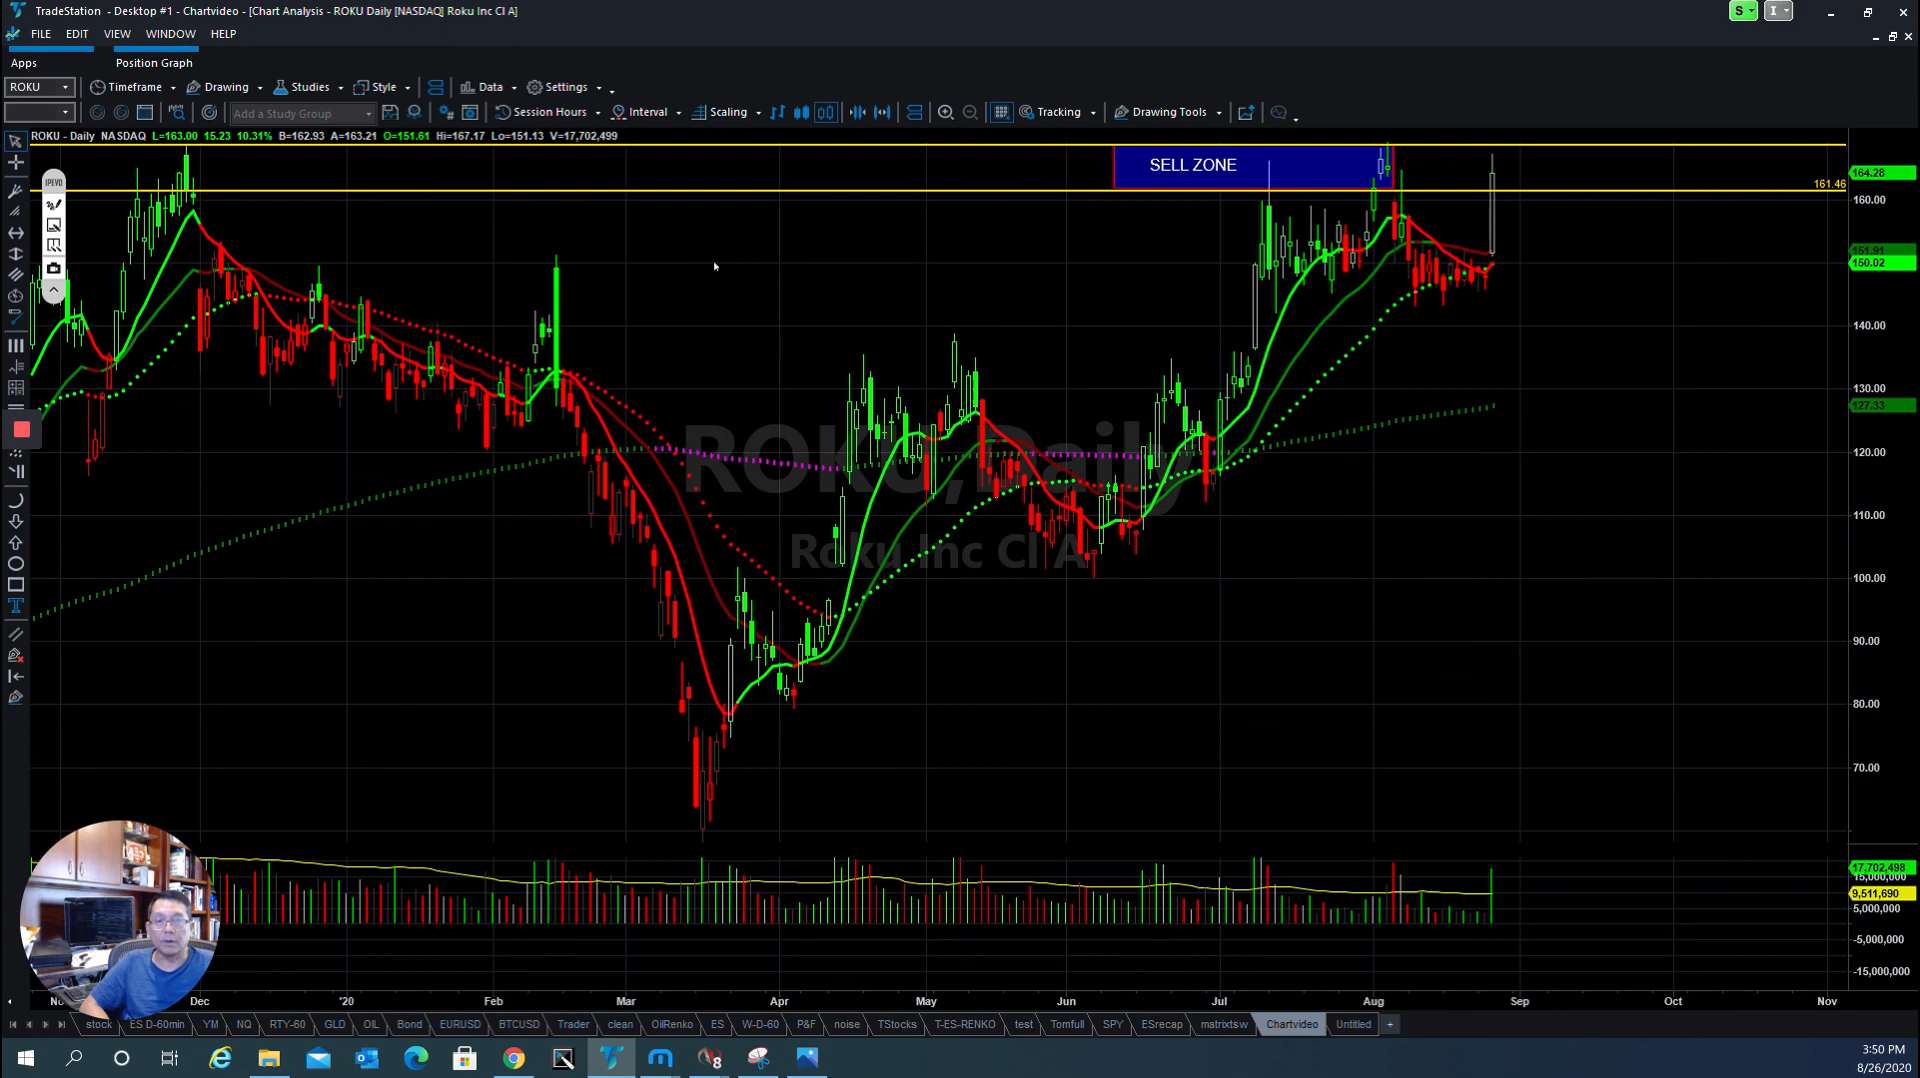 TradeStation - Desktop #1 - Chartvideo - [Chart Analysis - ROKU Daily [NASDAQ] Roku Inc Cl A]
S
I
FILE EDIT VIEW WINDOW HELP
Apps Position Graph
ROKU Timeframe Drawing Studies Style Data Settings
Add a Study Group Session Hours Interval Scaling Tracking Drawing Tools
ROKU - Daily NASDAQ L=163.00 15.23 10.31% B=162.93 A=163.21 O=151.61 Hi=167.17 Lo=151.13 V=17,702,499
SELL ZONE
IPEVO
164.28
161.46
160.00
151.91
150.02
140.00
130.00
127.33
120.00
110.00
100.00
90.00
80.00
70.00
ROKU,Daily
Roku Inc Cl A
17,702,498
15,000,000
9,511,690
5,000,000
-5,000,000
-15,000,000
Dec '20 Feb Mar Apr May Jun Jul Aug Sep Oct Nov
stock ES D-60min YM NQ RTY-60 GLD OIL Bond EURUSD BTCUSD Trader clean OilRenko ES W-D-60 P&F noise TStocks T-ES-RENKO test Tomfull SPY ESrecap matrixtsw Chartvideo Untitled +
8
3:50 PM
8/26/2020